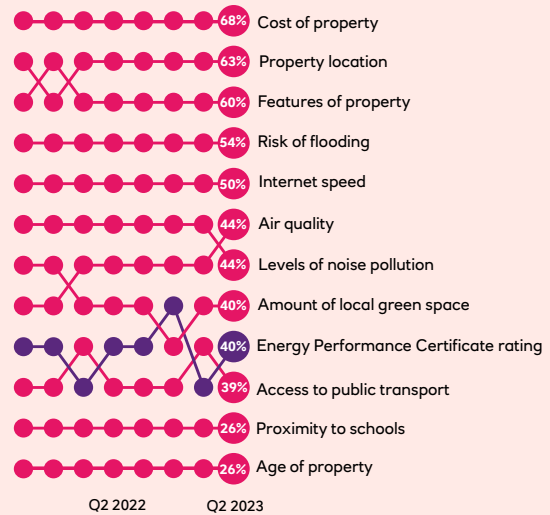 68% Cost of property
63% Property location
60% Features of property
54% Risk of flooding
50% Internet speed
44% Air quality
44% Levels of noise pollution
40% Amount of local green space
40% Energy Performance Certificate rating
39% Access to public transport
26% Proximity to schools
26% Age of property
Q2 2022 Q2 2023